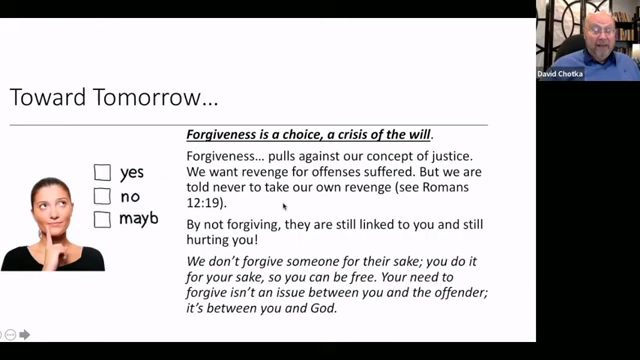 David Chotka
Toward Tomorrow...
Forgiveness is a choice, a crisis of the will.
yes
no
mayb
Forgiveness... pulls against our concept of justice.
We want revenge for offenses suffered. But we are
told never to take our own revenge (see Romans
12:19).
By not forgiving, they are still linked to you and still
hurting you!
We don't forgive someone for their sake; you do it
for your sake, so you can be free. Your need to
forgive isn't an issue between you and the offender;
it's between you and God.